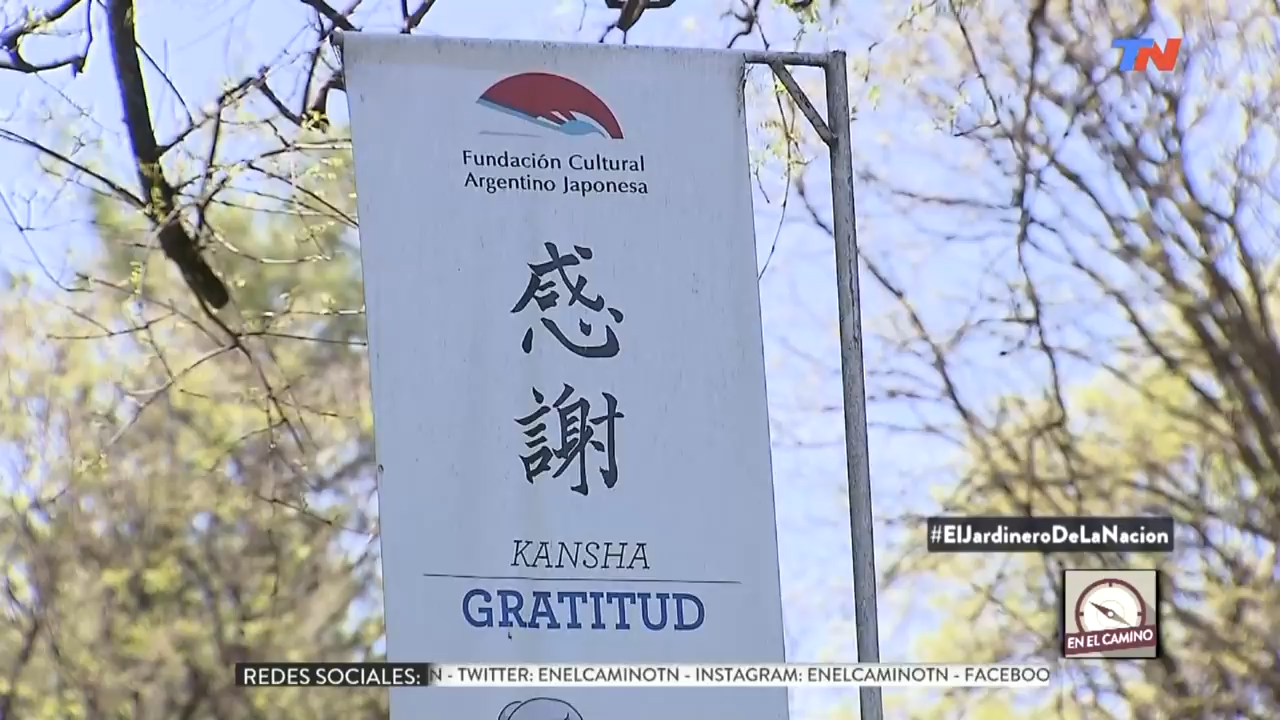 TN
Fundación Cultural
Argentino Japonesa
感
謝
KANSHA
GRATITUD
#ElJardineroDeLaNacion
EN EL CAMINO
REDES SOCIALES: N - TWITTER: ENELCAMINOTN - INSTAGRAM: ENELCAMINOTN - FACEBOO